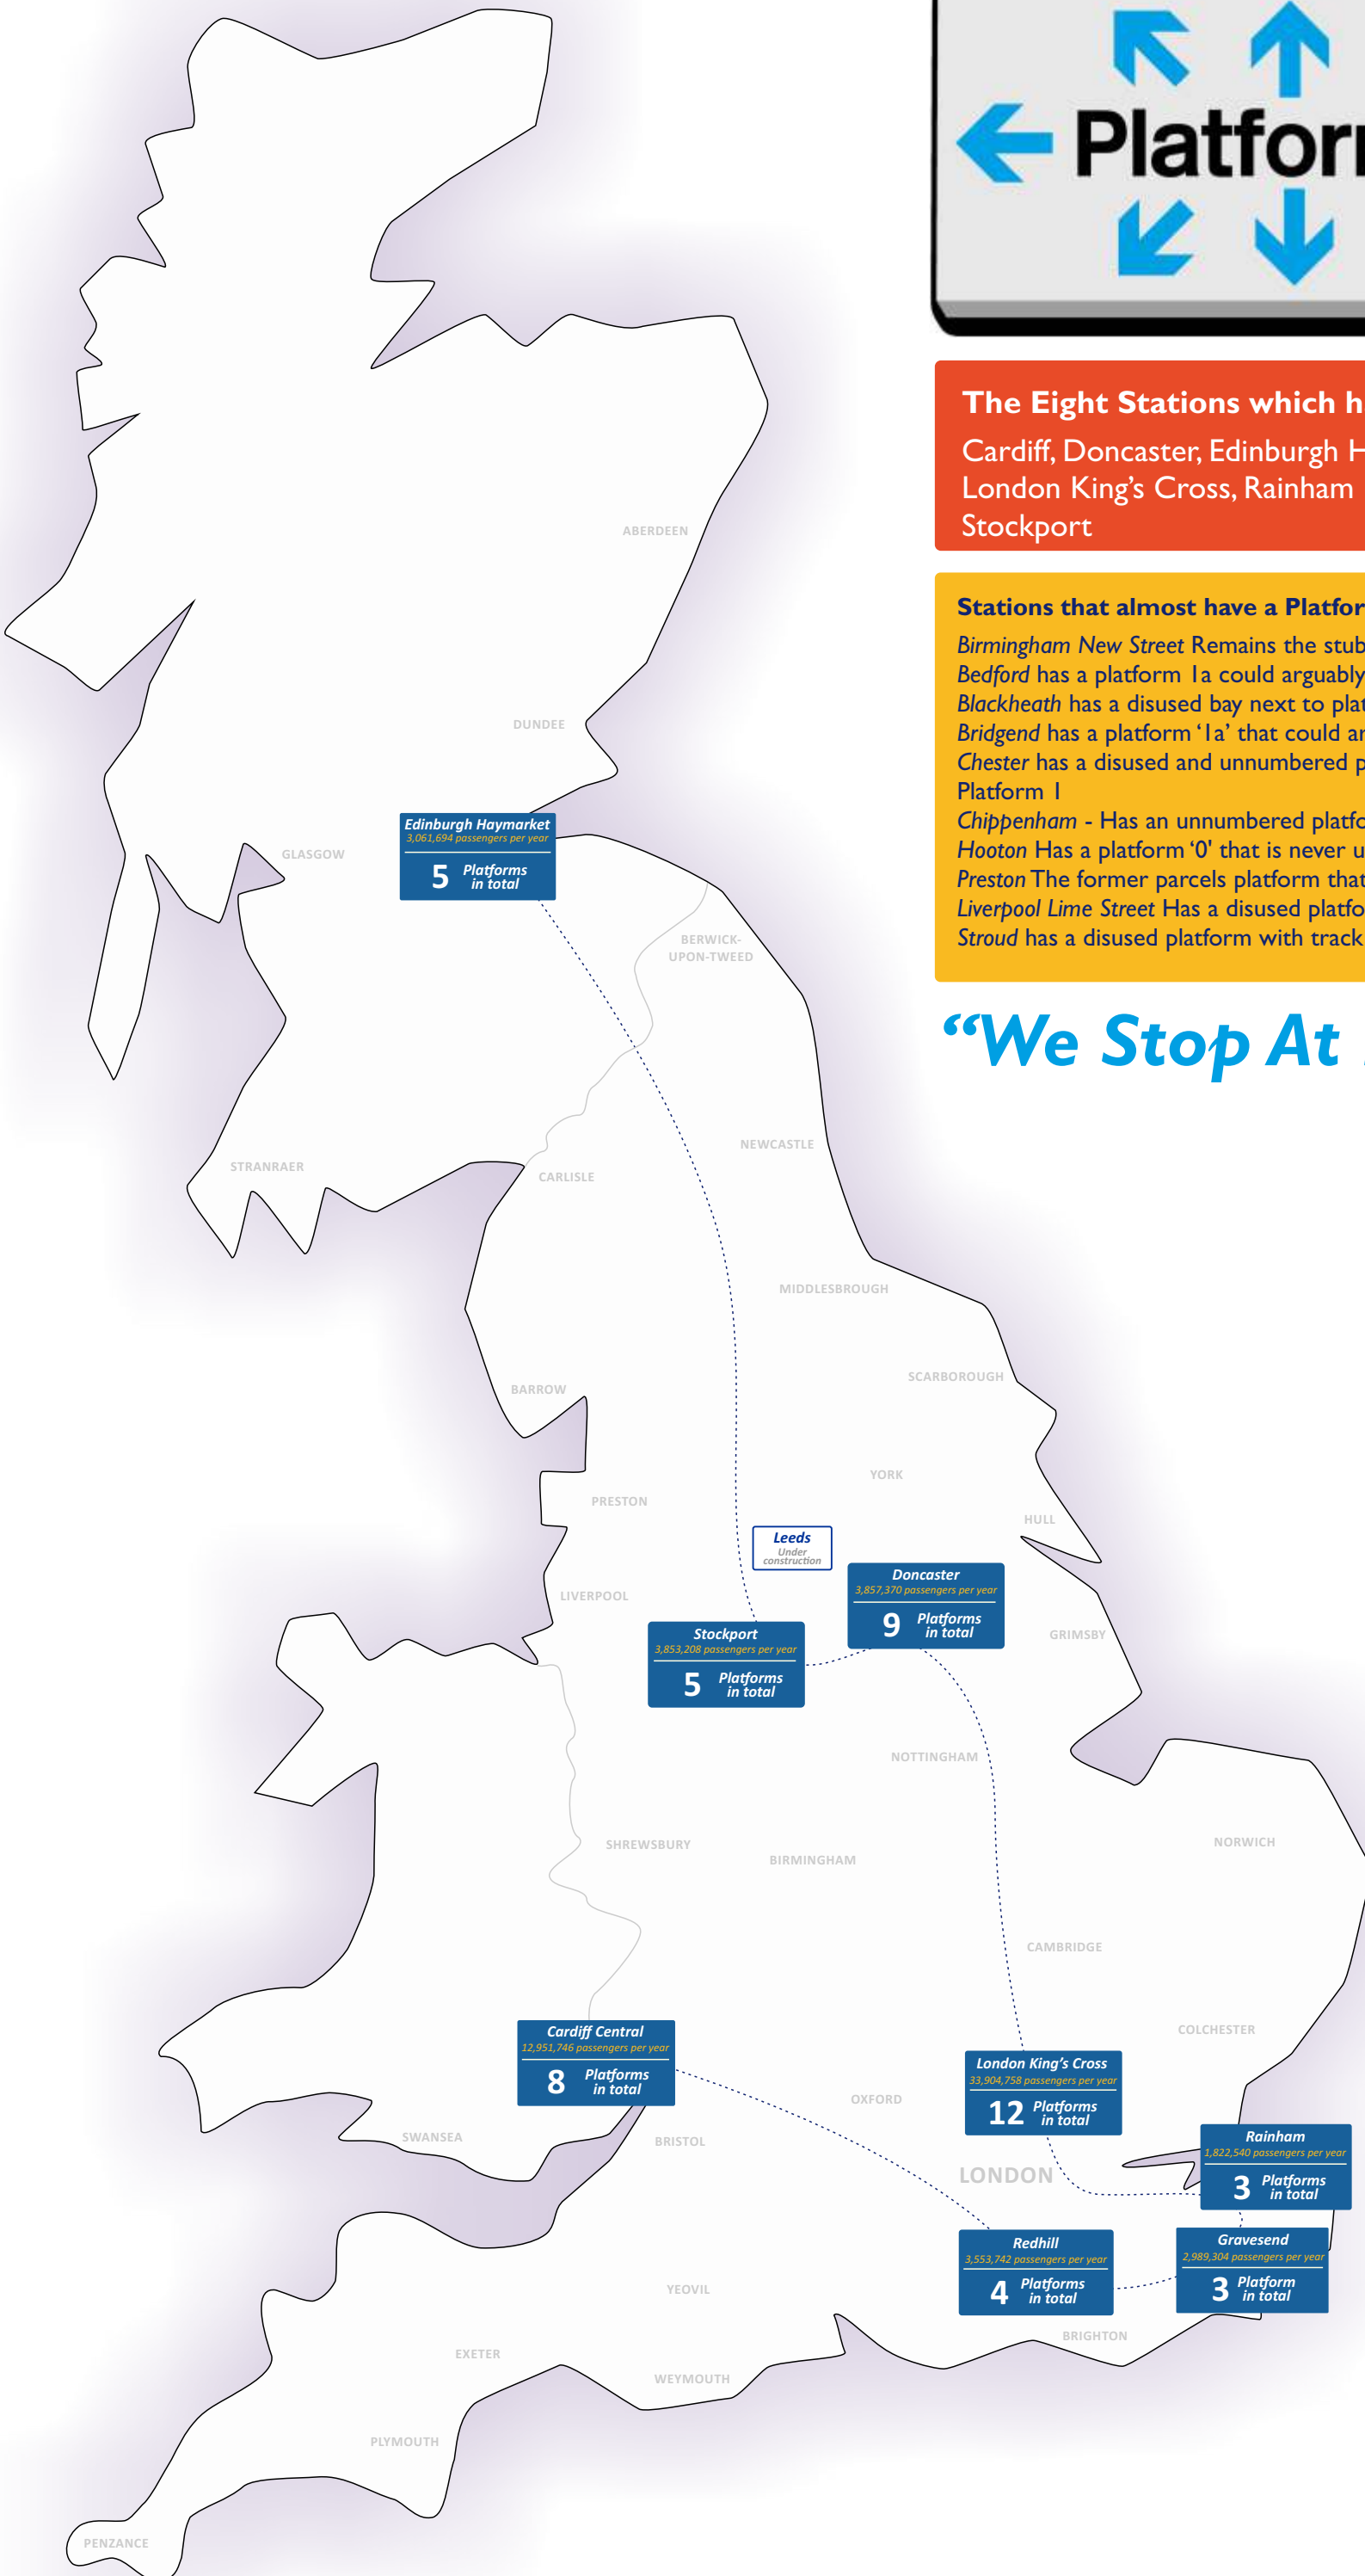 Platfor
The Eight Stations which h
Cardiff, Doncaster, Edinburgh H
London King's Cross, Rainham
Stockport
Stations that almost have a Platfor
Birmingham New Street Remains the stub
Bedford has a platform 1a could arguably
Blackheath has a disused bay next to plat
Bridgend has a platform '1a' that could ar
Chester has a disused and unnumbered p
Platform 1
Chippenham - Has an unnumbered platfo
Hooton Has a platform '0' that is never u
Preston The former parcels platform that
Liverpool Lime Street Has a disused platfo
Stroud has a disused platform with track
"We Stop At
ABERDEEN
DUNDEE
Edinburgh Haymarket
3,061,694 passengers per year
5 Platforms
in total
GLASGOW
BERWICK-
UPON-TWEED
NEWCASTLE
STRANRAER
CARLISLE
MIDDLESBROUGH
SCARBOROUGH
BARROW
YORK
PRESTON
HULL
Leeds
Under
construction
Doncaster
3,857,370 passengers per year
9 Platforms
in total
LIVERPOOL
Stockport
3,853,208 passengers per year
5 Platforms
in total
GRIMSBY
NOTTINGHAM
NORWICH
SHREWSBURY
BIRMINGHAM
CAMBRIDGE
COLCHESTER
Cardiff Central
12,951,746 passengers per year
8 Platforms
in total
London King's Cross
33,904,758 passengers per year
12 Platforms
in total
OXFORD
SWANSEA
BRISTOL
Rainham
1,822,540 passengers per year
3 Platforms
in total
LONDON
Redhill
3,553,742 passengers per year
4 Platforms
in total
Gravesend
2,989,304 passengers per year
3 Platform
in total
YEOVIL
BRIGHTON
EXETER
WEYMOUTH
PLYMOUTH
PENZANCE